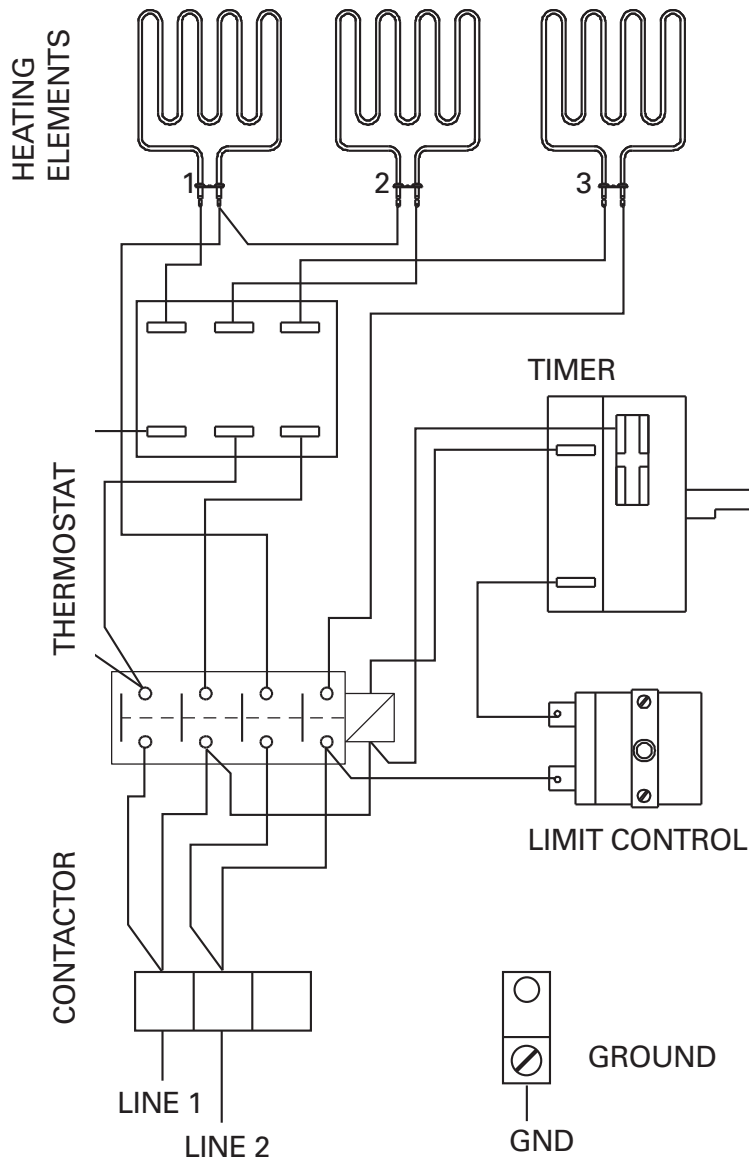 HEATING
ELEMENTS
1
2
3
TIMER
THERMOSTAT
LIMIT CONTROL
CONTACTOR
GROUND
LINE 1
LINE 2
GND